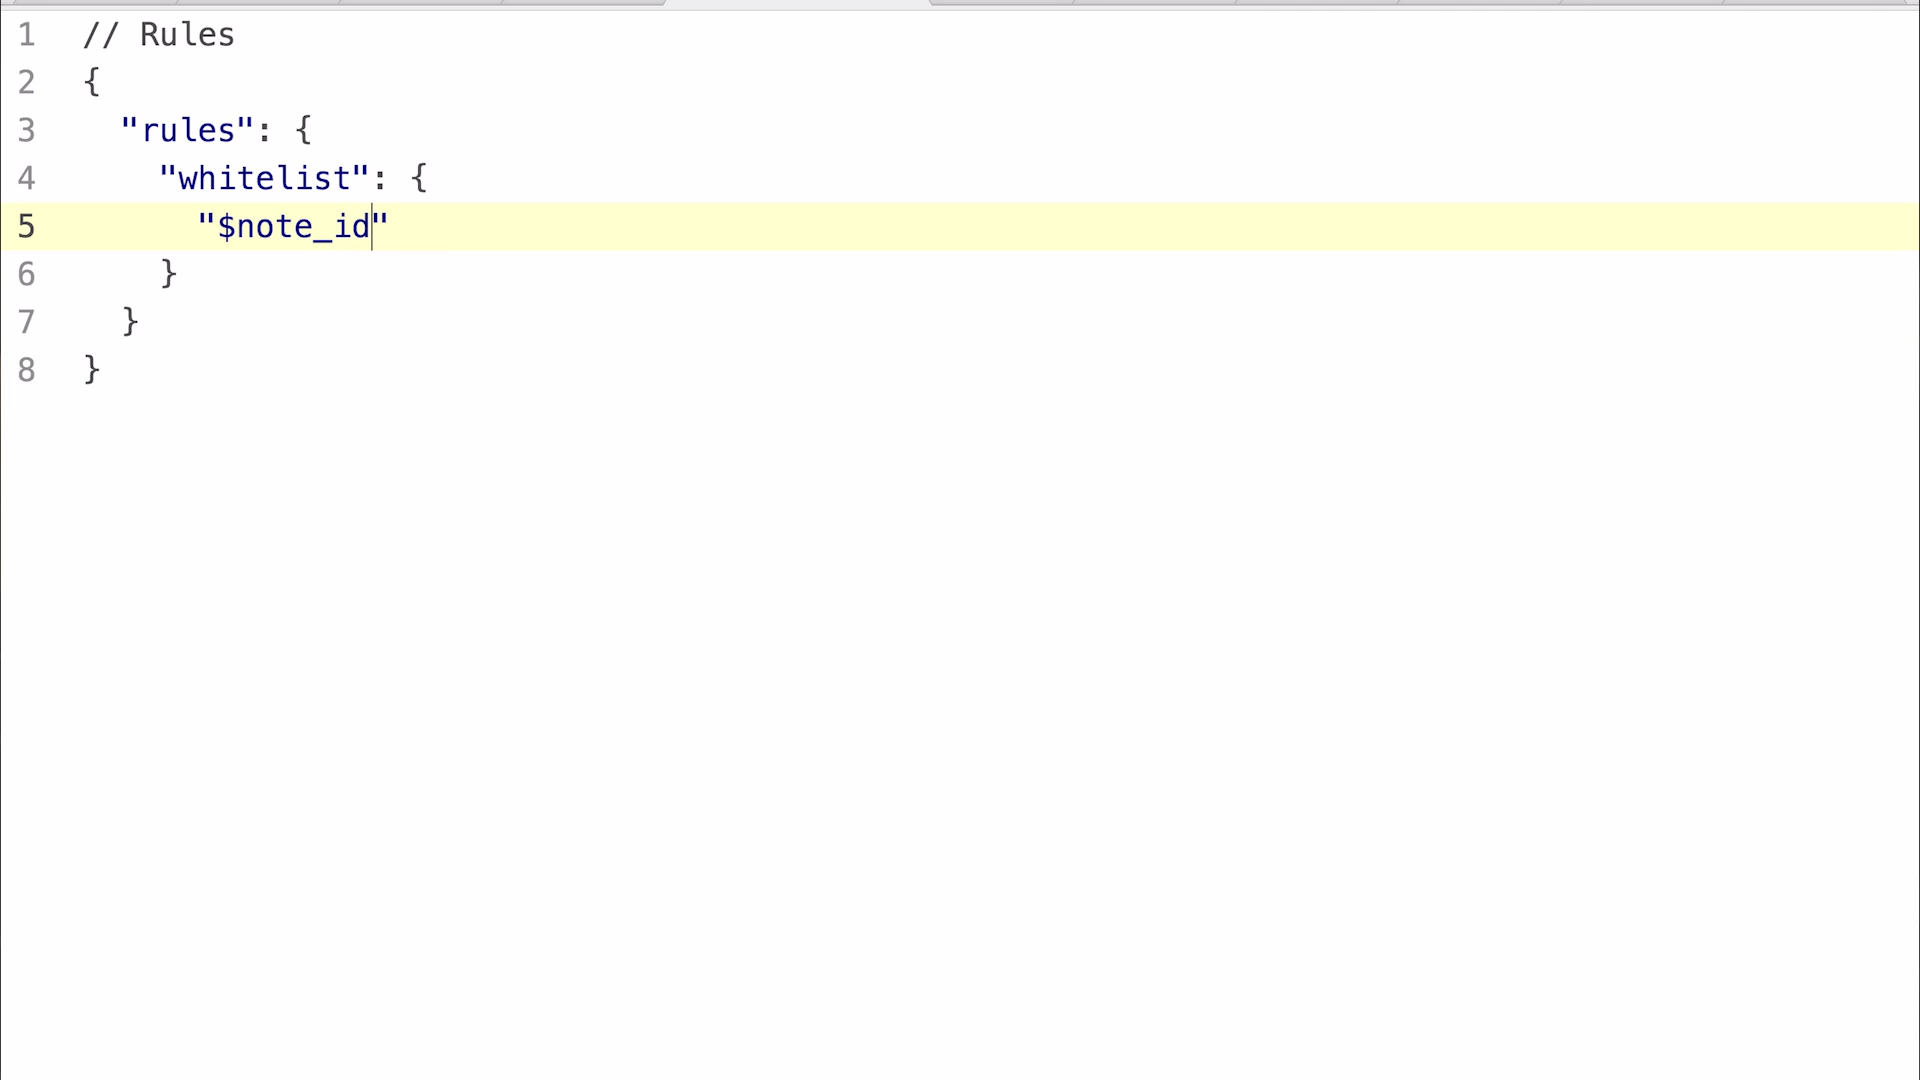 1 // Rules
2 {
3 "rules": {
4 "whitelist": {
5 "$note_id"
6 }
7 }
8 }